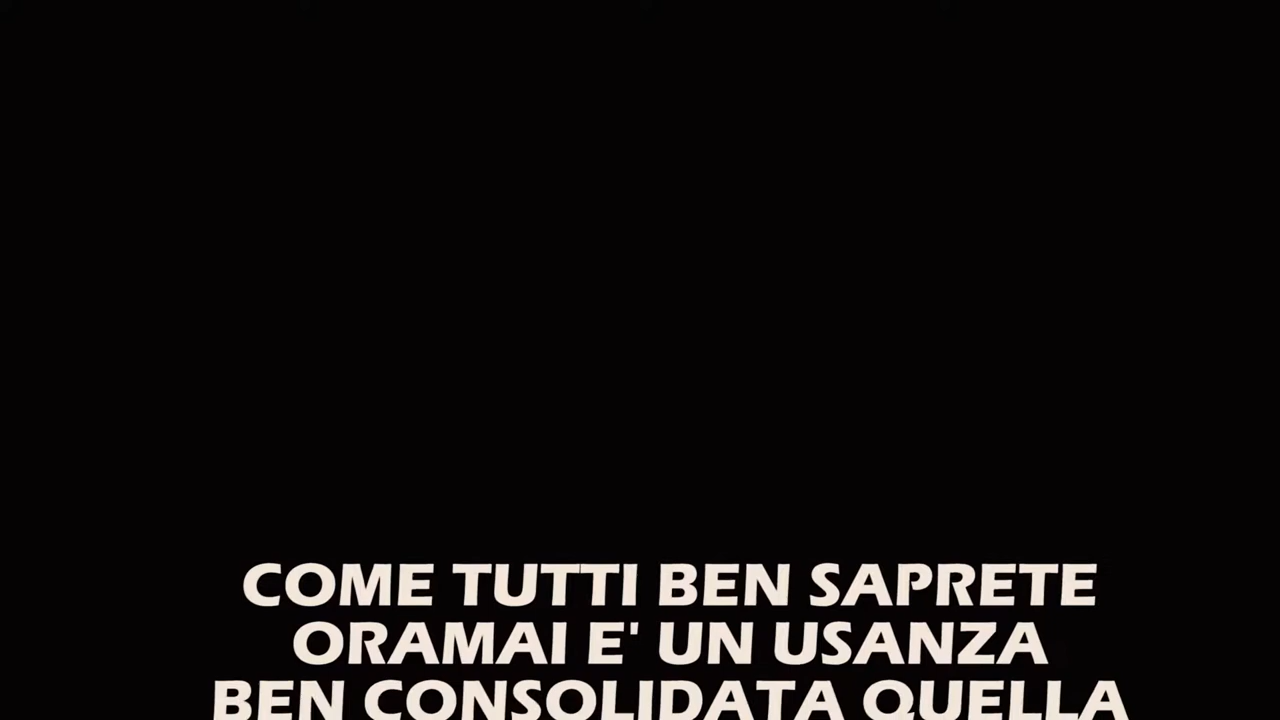 COME TUTTI BEN SAPRETE
ORAMAI E' UN USANZA
BEN CONSOLIDATA QUELLA